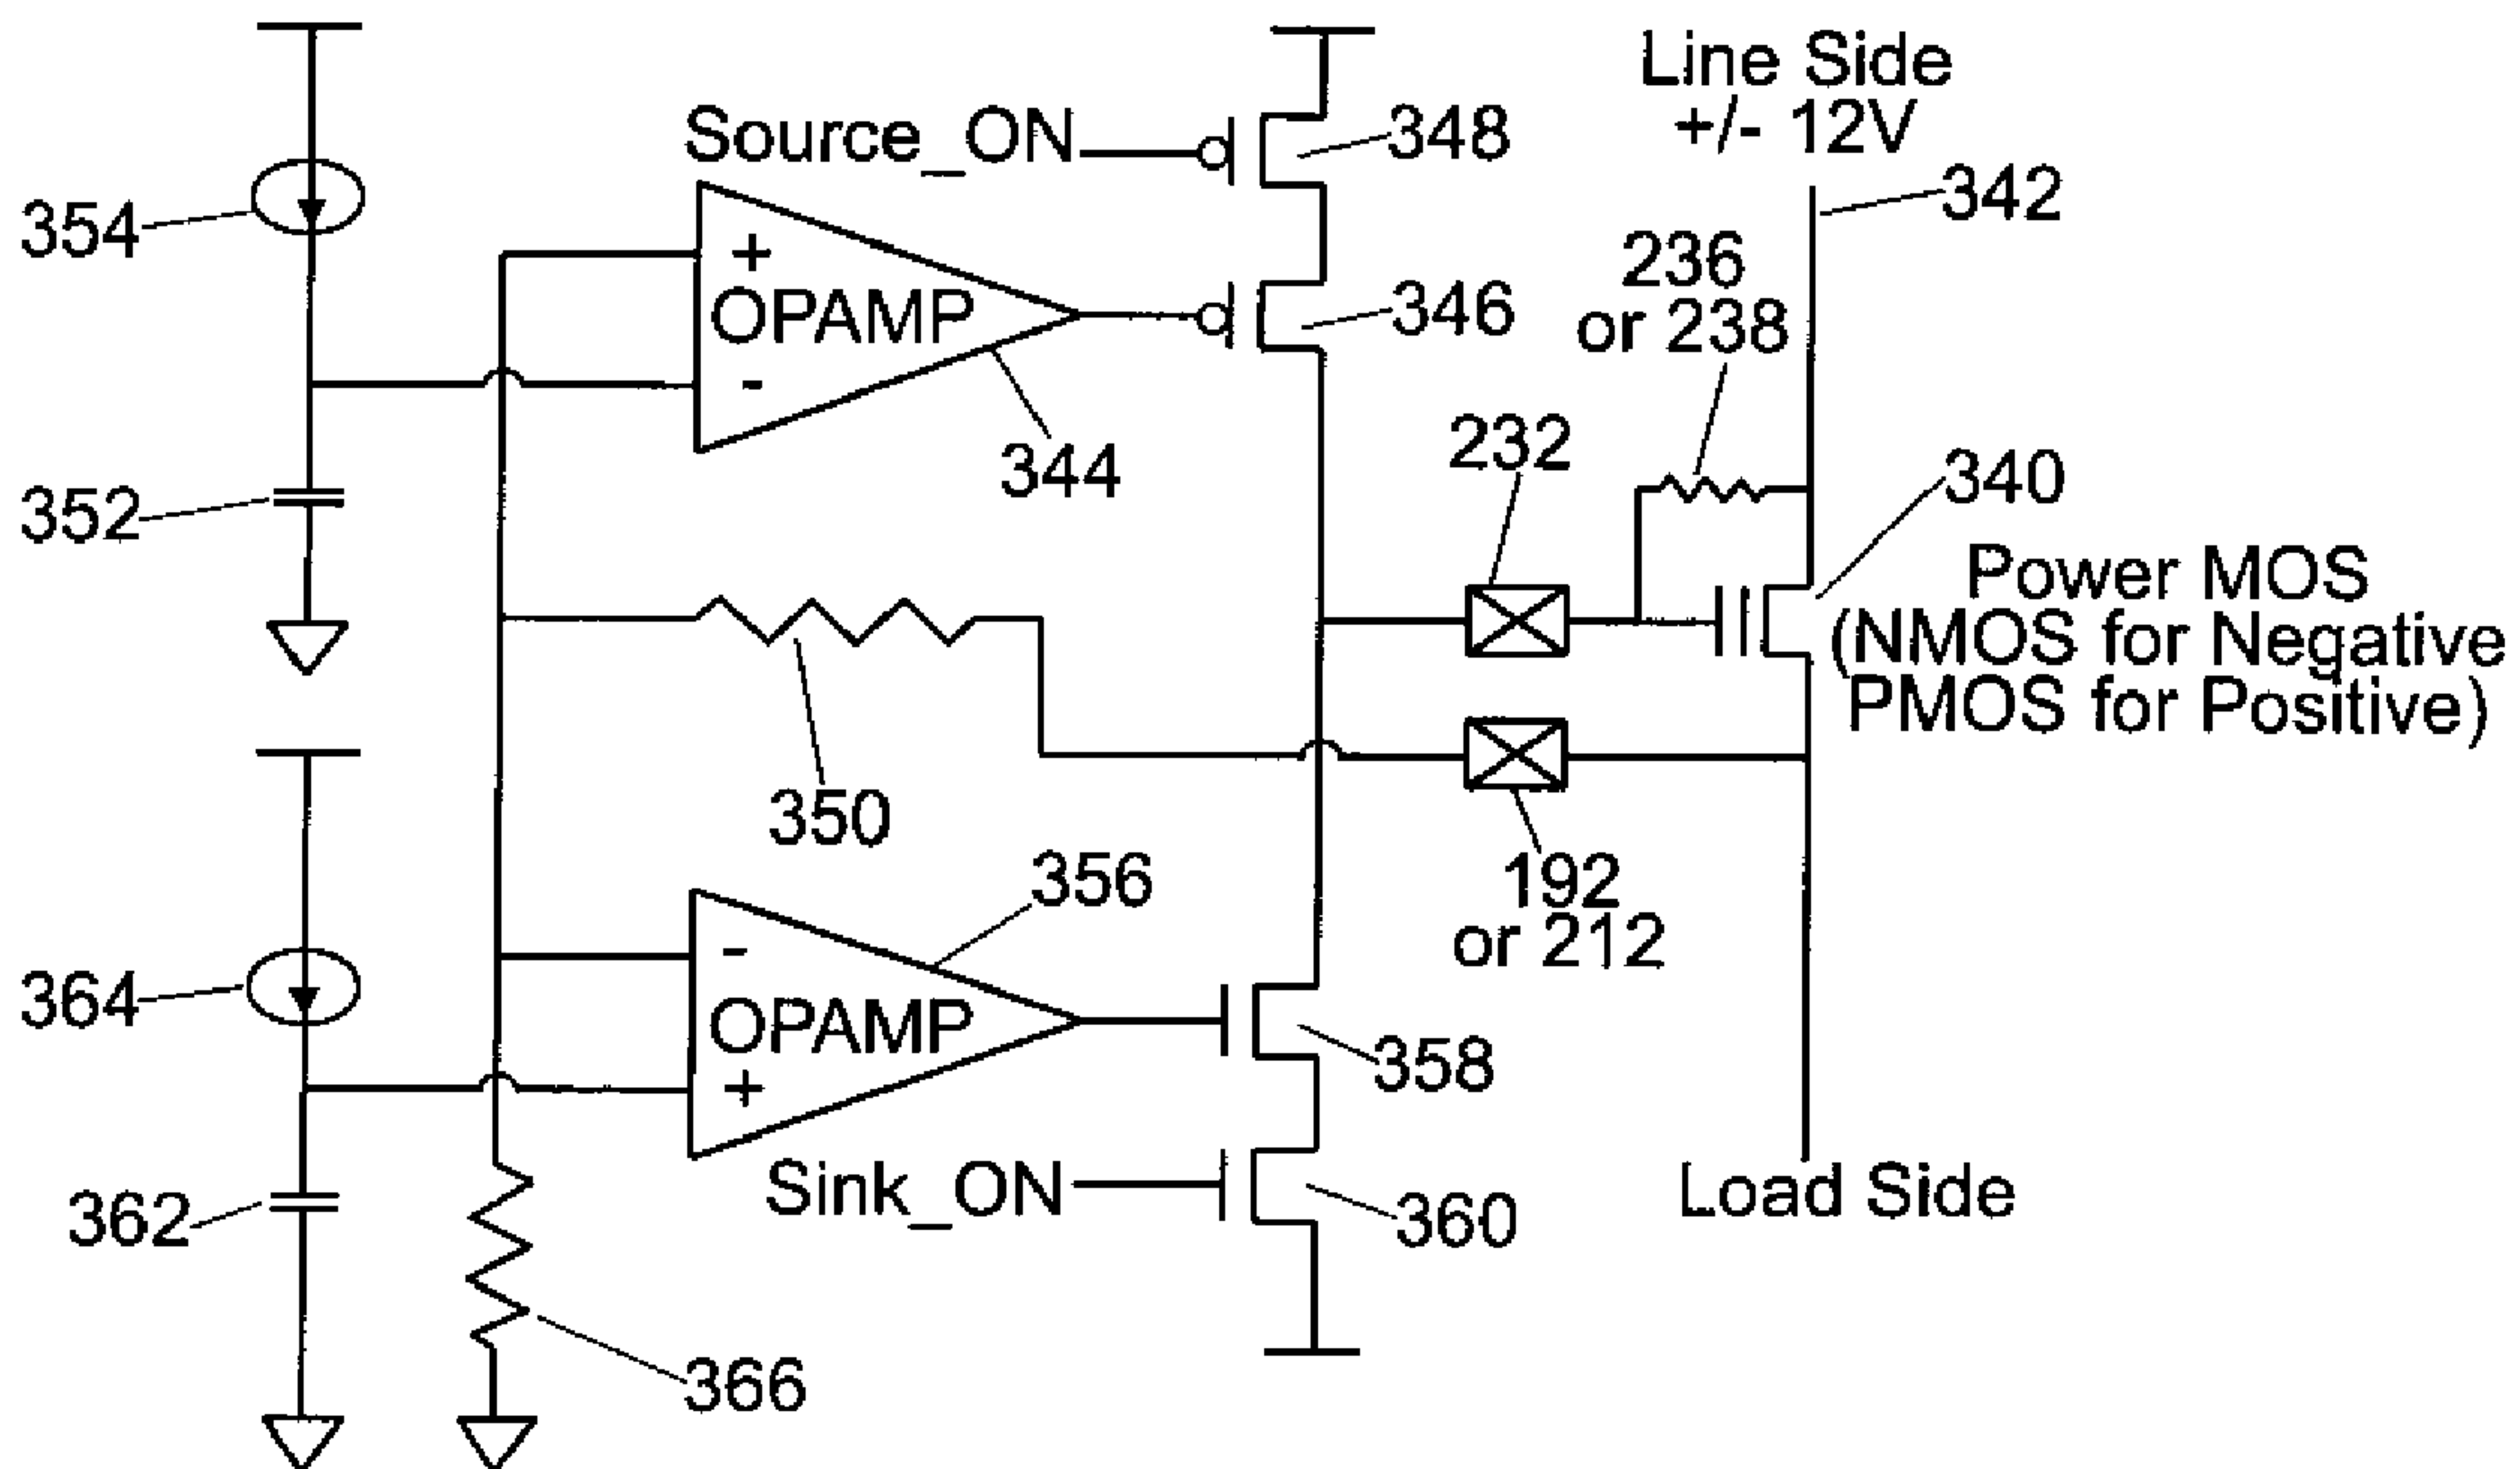 Line Side
+/- 12V
Source_ON
348
342
354
236
or 238
+
OPAMP
-
346
232
344
340
352
Power MOS
(NMOS for Negative
PMOS for Positive)
350
192
or 212
356
364
-
OPAMP
+
358
362
Sink_ON
360
Load Side
366